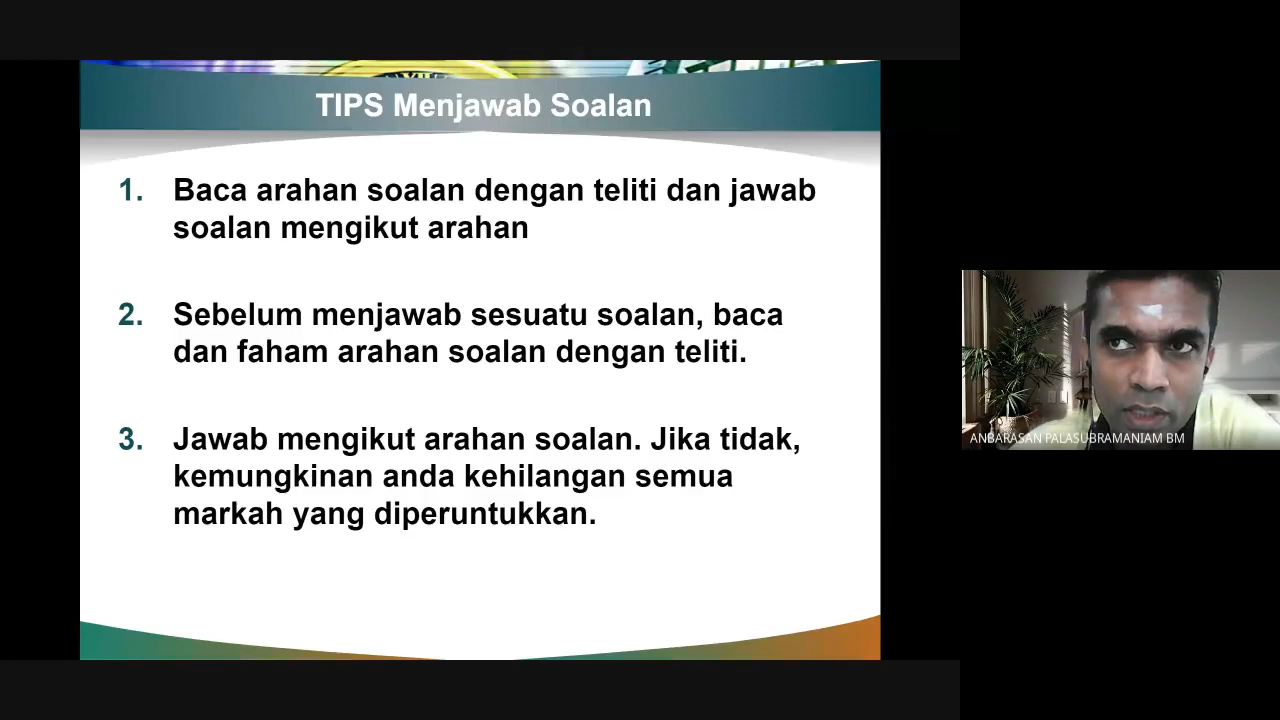 TIPS Menjawab Soalan
1. Baca arahan soalan dengan teliti dan jawab
soalan mengikut arahan
2. Sebelum menjawab sesuatu soalan, baca
dan faham arahan soalan dengan teliti.
3. Jawab mengikut arahan soalan. Jika tidak,
kemungkinan anda kehilangan semua
markah yang diperuntukkan.
ANBARASAN PALASUBRAMANIAM BM